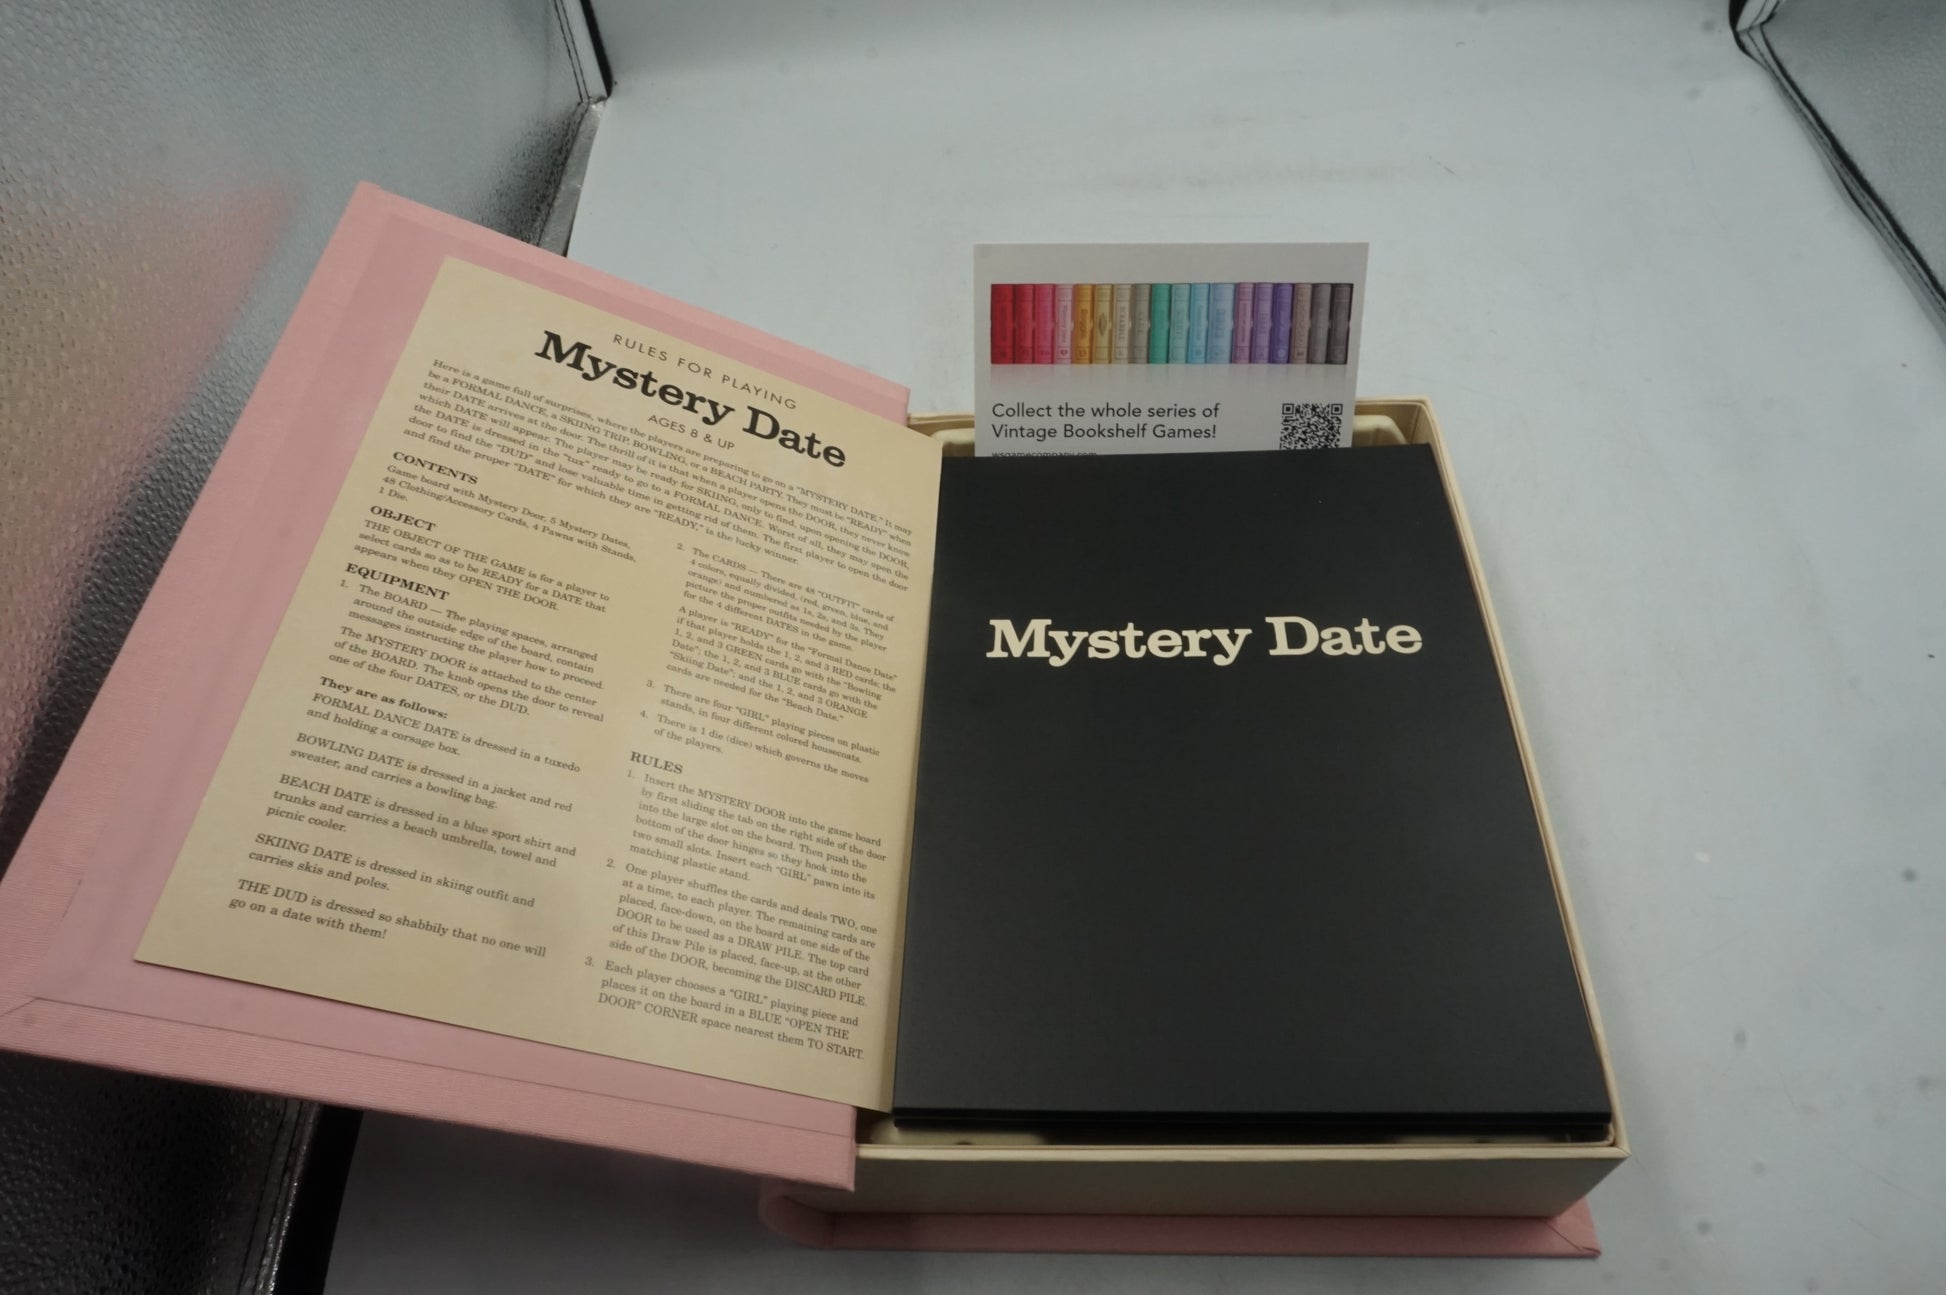 RULES FOR PLAYING
Mystery Date
AGES 8 & UP
Here is a game full of surprises, where the players are preparing to go on a "MYSTERY DATE." It may
be a FORMAL DANCE, a SKIING TRIP, BOWLING, or a BEACH PARTY. They must be "READY" when
their DATE arrives at the door. The thrill of it is that when a player opens the DOOR, they never know
which DATE will appear. The player may be ready for SKIING, only to find, upon opening the DOOR,
the DATE is dressed in the "tux" ready to go to a FORMAL DANCE. Worst of all, they may open the
door to find the "DUD" and lose valuable time in getting rid of them. The first player to open the door
and find the proper "DATE" for which they are "READY," is the lucky winner.
CONTENTS
Game board with Mystery Door, 5 Mystery Dates,
48 Clothing/Accessory Cards, 4 Pawns with Stands,
1 Die.
OBJECT
THE OBJECT OF THE GAME is for a player to
select cards so as to be READY for a DATE that
appears when they OPEN THE DOOR.
EQUIPMENT
1. The BOARD — The playing spaces, arranged
around the outside edge of the board, contain
messages instructing the player how to proceed.
The MYSTERY DOOR is attached to the center
of the BOARD. The knob opens the door to reveal
one of the four DATES, or the DUD.
They are as follows:
FORMAL DANCE DATE is dressed in a tuxedo
and holding a corsage box.
BOWLING DATE is dressed in a jacket and red
sweater, and carries a bowling bag.
BEACH DATE is dressed in a blue sport shirt and
trunks and carries a beach umbrella, towel and
picnic cooler.
SKIING DATE is dressed in skiing outfit and
carries skis and poles.
THE DUD is dressed so shabbily that no one will
go on a date with them!
2. The CARDS — There are 48 "OUTFIT" cards of
4 colors, equally divided, (red, green, blue, and
orange) and numbered as 1s, 2s, and 3s. They
picture the proper outfits needed by the player
for the 4 different DATES in the game.
A player is "READY" for the "Formal Dance Date"
if that player holds the 1, 2, and 3 RED cards; the
1, 2, and 3 GREEN cards go with the "Bowling
Date"; the 1, 2, and 3 BLUE cards go with the
"Skiing Date"; and the 1, 2, and 3 ORANGE
cards are needed for the "Beach Date."
3. There are four "GIRL" playing pieces on plastic
stands, in four different colored housecoats.
4. There is 1 die (dice) which governs the moves
of the players.
RULES
1. Insert the MYSTERY DOOR into the game board
by first sliding the tab on the right side of the door
into the large slot on the board. Then push the
bottom of the door hinges so they hook into the
two small slots. Insert each "GIRL" pawn into its
matching plastic stand.
2. One player shuffles the cards and deals TWO, one
at a time, to each player. The remaining cards are
placed, face-down, on the board at one side of the
DOOR to be used as a DRAW PILE. The top card
of this Draw Pile is placed, face-up, at the other
side of the DOOR, becoming the DISCARD PILE.
3. Each player chooses a "GIRL" playing piece and
places it on the board in a BLUE "OPEN THE
DOOR" CORNER space nearest them TO START.
Collect the whole series of
Vintage Bookshelf Games!
wsgamecompany.com
Mystery Date